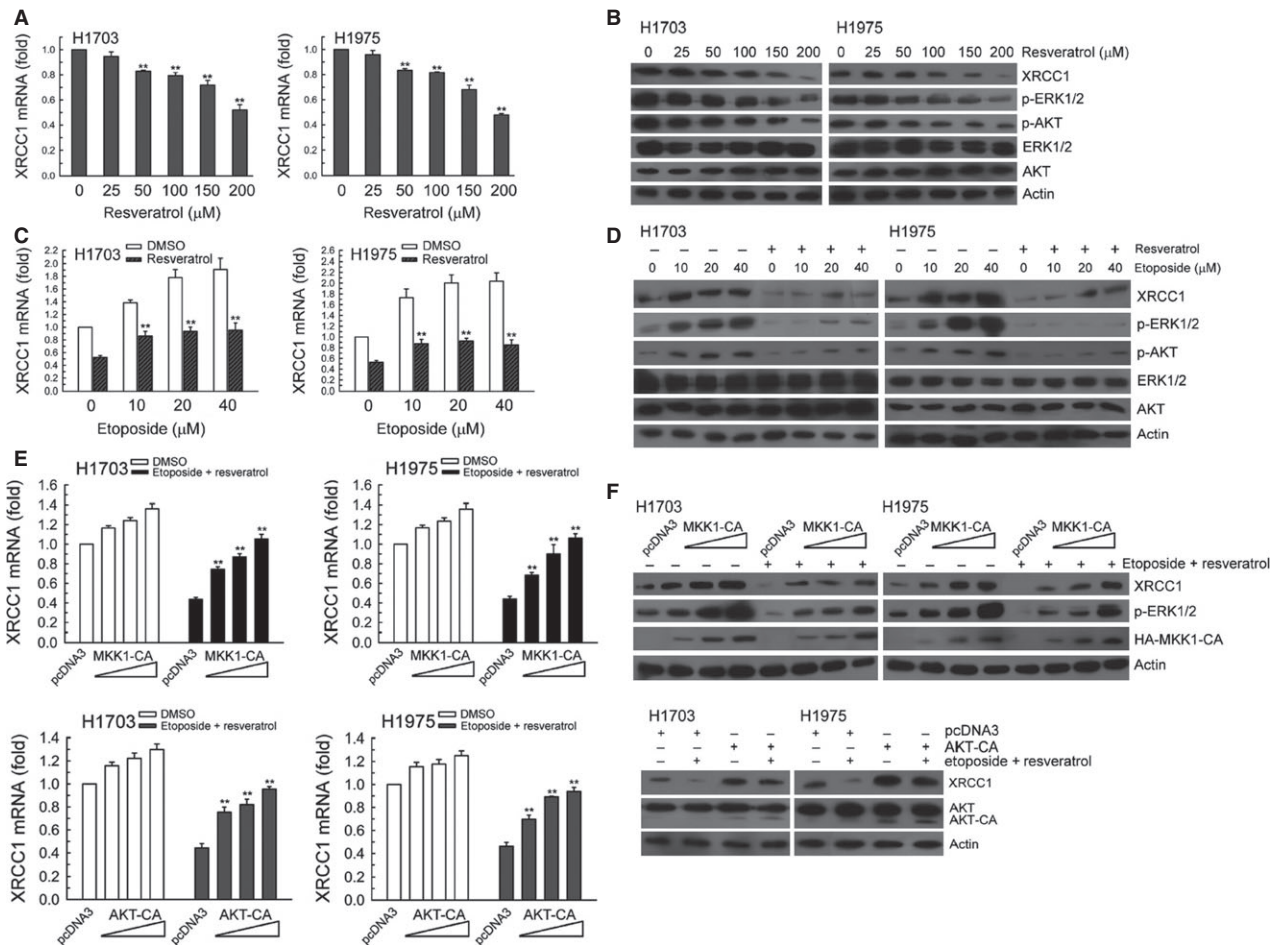 A
H1703
XRCC1 mRNA (fold)
1.0
0.8
0.6
0.4
0.2
0.0
** ** ** **
0 25 50 100 150 200
Resveratrol (μM)
H1975
XRCC1 mRNA (fold)
1.0
0.8
0.6
0.4
0.2
0.0
** ** ** **
0 25 50 100 150 200
Resveratrol (μM)
B
H1703 H1975
0 25 50 100 150 200 0 25 50 100 150 200 Resveratrol (μM)
XRCC1
p-ERK1/2
p-AKT
ERK1/2
AKT
Actin
C
H1703
DMSO
Resveratrol
XRCC1 mRNA (fold)
2.2
2.0
1.8
1.6
1.4
1.2
1.0
0.8
0.6
0.4
0.2
0.0
** ** **
0 10 20 40
Etoposide (μM)
H1975
DMSO
Resveratrol
XRCC1 mRNA (fold)
2.6
2.4
2.2
2.0
1.8
1.6
1.4
1.2
1.0
0.8
0.6
0.4
0.2
0.0
** ** **
0 10 20 40
Etoposide (μM)
D
H1703 H1975
– – – – + + + + – – – – + + + + Resveratrol
0 10 20 40 0 10 20 40 0 10 20 40 0 10 20 40 Etoposide (μM)
XRCC1
p-ERK1/2
p-AKT
ERK1/2
AKT
Actin
E
H1703
DMSO
Etoposide + resveratrol
XRCC1 mRNA (fold)
1.6
1.4
1.2
1.0
0.8
0.6
0.4
0.2
0.0
** ** **
pcDNA3 MKK1-CA pcDNA3 MKK1-CA
H1975
DMSO
Etoposide + resveratrol
XRCC1 mRNA (fold)
1.6
1.4
1.2
1.0
0.8
0.6
0.4
0.2
0.0
** ** **
pcDNA3 MKK1-CA pcDNA3 MKK1-CA
H1703
DMSO
Etoposide + resveratrol
XRCC1 mRNA (fold)
1.4
1.2
1.0
0.8
0.6
0.4
0.2
0.0
** ** **
pcDNA3 AKT-CA pcDNA3 AKT-CA
H1975
DMSO
Etoposide + resveratrol
XRCC1 mRNA (fold)
1.4
1.2
1.0
0.8
0.6
0.4
0.2
0.0
** ** **
pcDNA3 AKT-CA pcDNA3 AKT-CA
F
H1703 H1975
pcDNA3 MKK1-CA pcDNA3 MKK1-CA pcDNA3 MKK1-CA pcDNA3 MKK1-CA
– – – – + + + + – – – – + + + + Etoposide + resveratrol
XRCC1
p-ERK1/2
HA-MKK1-CA
Actin
H1703 H1975
+ + – – + + – – pcDNA3
– – + + – – + + AKT-CA
– + – + – + – + etoposide + resveratrol
XRCC1
AKT
AKT-CA
Actin